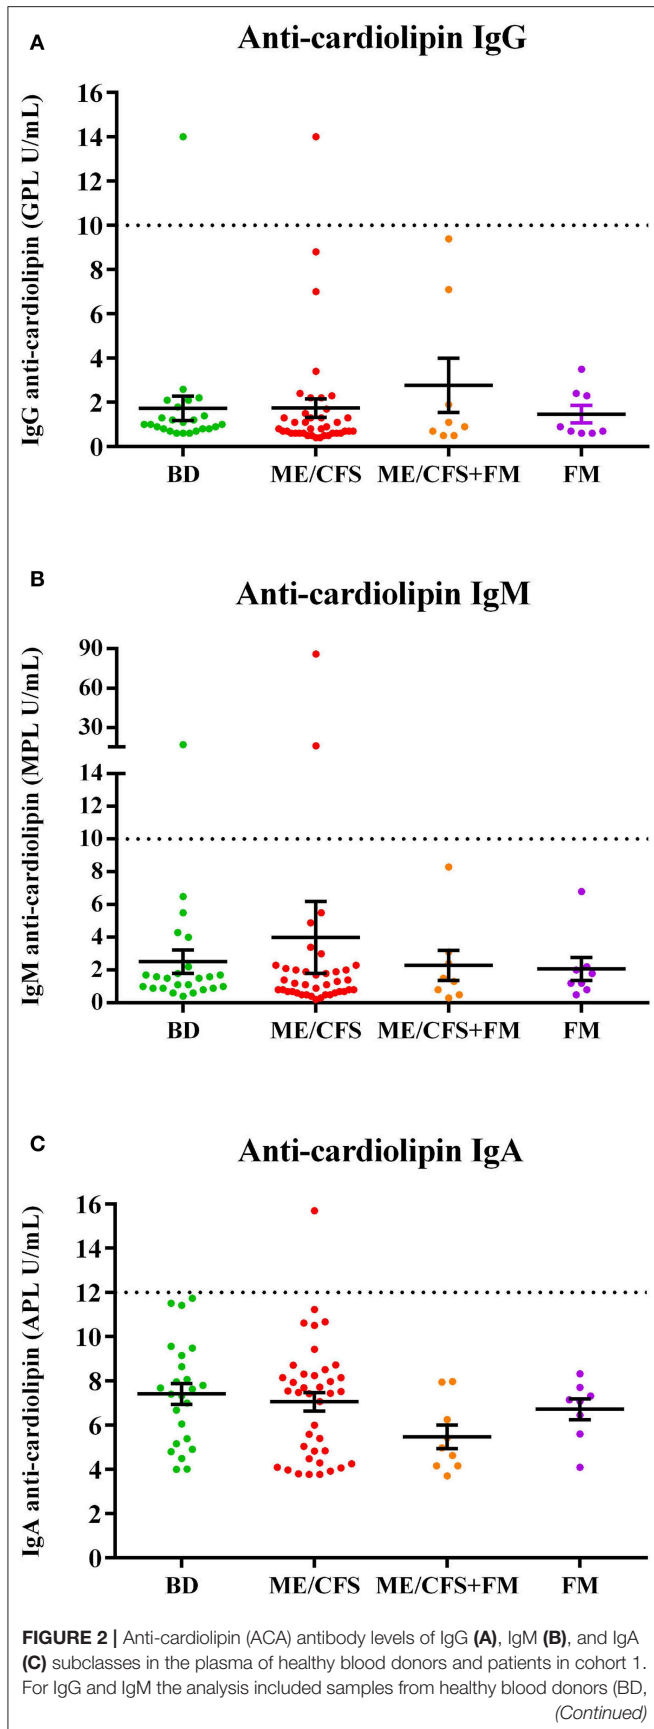 A
Anti-cardiolipin IgG
IgG anti-cardiolipin (GPL U/mL)
16
14
12
10
8
6
4
2
0
BD ME/CFS ME/CFS+FM FM
B
Anti-cardiolipin IgM
IgM anti-cardiolipin (MPL U/mL)
90
60
30
14
10
8
6
4
2
0
BD ME/CFS ME/CFS+FM FM
C
Anti-cardiolipin IgA
IgA anti-cardiolipin (APL U/mL)
16
14
12
10
8
6
4
2
0
BD ME/CFS ME/CFS+FM FM
FIGURE 2 | Anti-cardiolipin (ACA) antibody levels of IgG (A), IgM (B), and IgA
(C) subclasses in the plasma of healthy blood donors and patients in cohort 1.
For IgG and IgM the analysis included samples from healthy blood donors (BD,
(Continued)